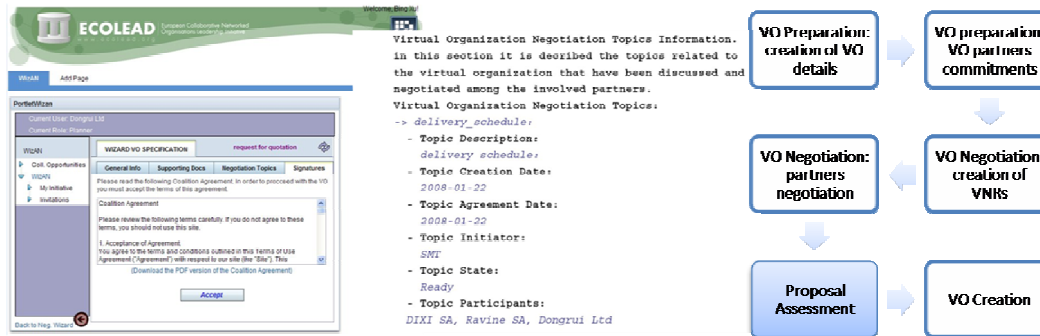 ECOLEAD European Collaborative Networked
Organisations Leadership Initiative
www.ecolead.org
WizAN Add Page
PortletWizan
Current User: Dongrui Ltd
Current Role: Planner
WIZAN
Coll. Opportunities
WIZAN
My Initiative
Invitations
Back to Neg. Wizard
WIZARD VO SPECIFICATION request for quotation
General Info Supporting Docs Negotiation Topics Signatures
Please read the following Coalition Agreement, in order to proceed with the VO
you must accept the terms of this agreement.
Coalition Agreement
Please review the following terms carefully. If you do not agree to these
terms, you should not use this site.
1. Acceptance of Agreement.
You agree to the terms and conditions outlined in this Terms of Use
Agreement ("Agreement") with respect to our site (the "Site"). This
(Download the PDF version of the Coalition Agreement)
Accept
Welcome, Bing Xu!
Virtual Organization Negotiation Topics Information.
in this section it is decribed the topics related to
the virtual organization that have been discussed and
negotiated among the involved partners.
Virtual Organization Negotiation Topics:
-> delivery_schedule:
- Topic Description:
delivery schedule:
- Topic Creation Date:
2008-01-22
- Topic Agreement Date:
2008-01-22
- Topic Initiator:
SMT
- Topic State:
Ready
- Topic Participants:
DIXI SA, Ravine SA, Dongrui Ltd
VO Preparation:
creation of VO
details
VO preparation
VO partners
commitments
VO Negotiation:
partners
negotiation
VO Negotiation
creation of
VNRs
Proposal
Assessment
VO Creation